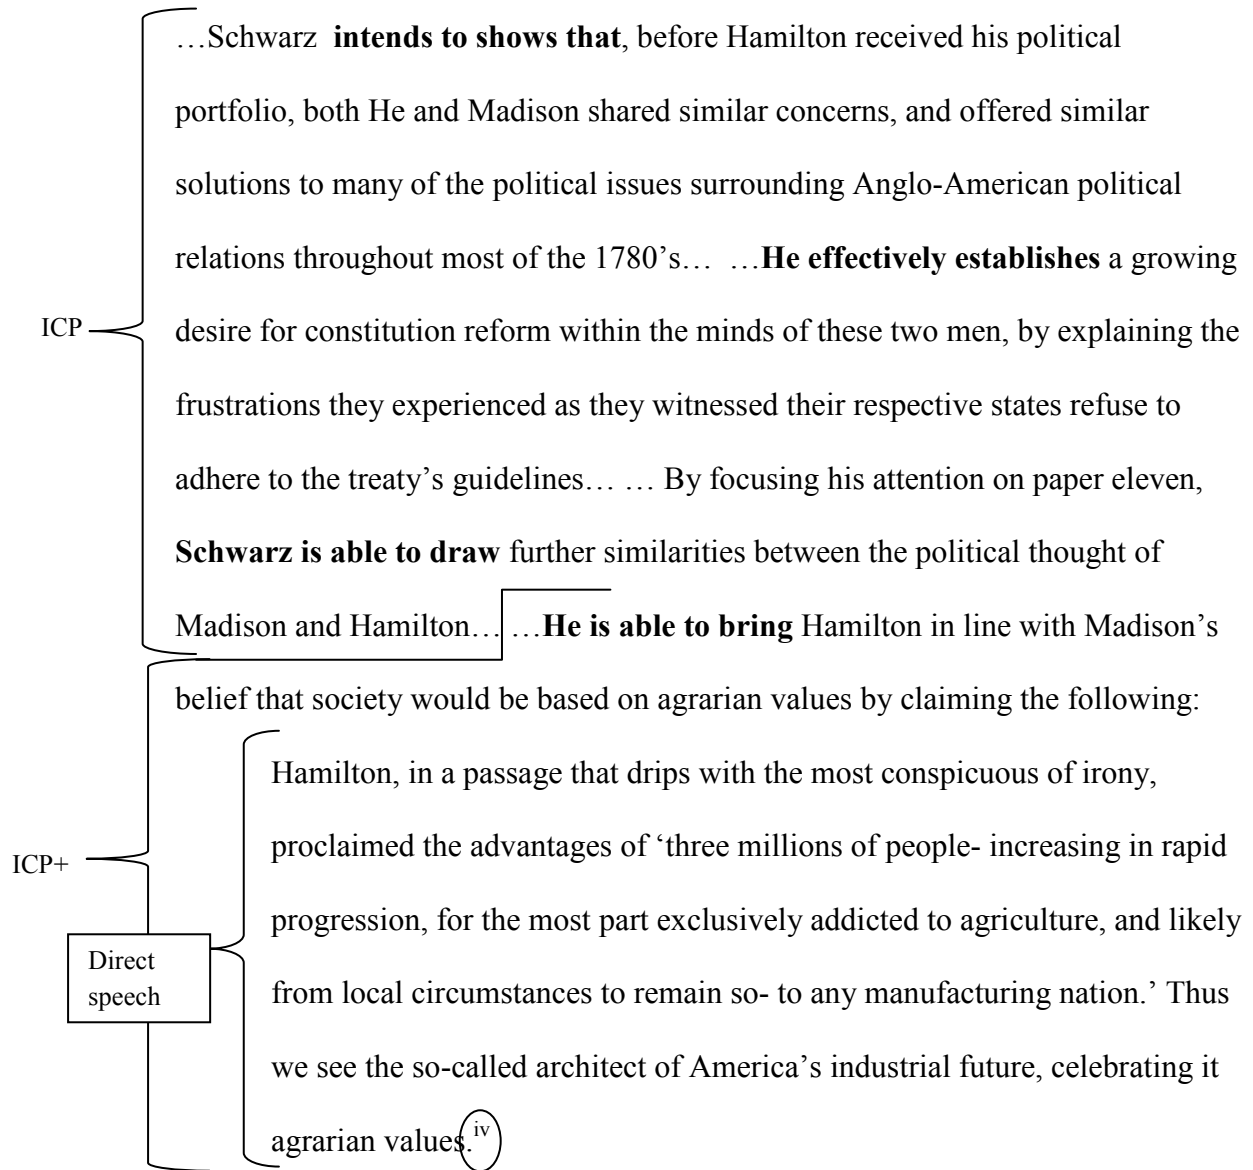 …Schwarz intends to shows that, before Hamilton received his political
portfolio, both He and Madison shared similar concerns, and offered similar
solutions to many of the political issues surrounding Anglo-American political
relations throughout most of the 1780’s… …He effectively establishes a growing
ICP
desire for constitution reform within the minds of these two men, by explaining the
frustrations they experienced as they witnessed their respective states refuse to
adhere to the treaty’s guidelines… … By focusing his attention on paper eleven,
Schwarz is able to draw further similarities between the political thought of
Madison and Hamilton… …He is able to bring Hamilton in line with Madison’s
belief that society would be based on agrarian values by claiming the following:
Hamilton, in a passage that drips with the most conspicuous of irony,
proclaimed the advantages of ‘three millions of people- increasing in rapid
ICP+
progression, for the most part exclusively addicted to agriculture, and likely
Direct
speech
from local circumstances to remain so- to any manufacturing nation.’ Thus
we see the so-called architect of America’s industrial future, celebrating it
agrarian values.iv